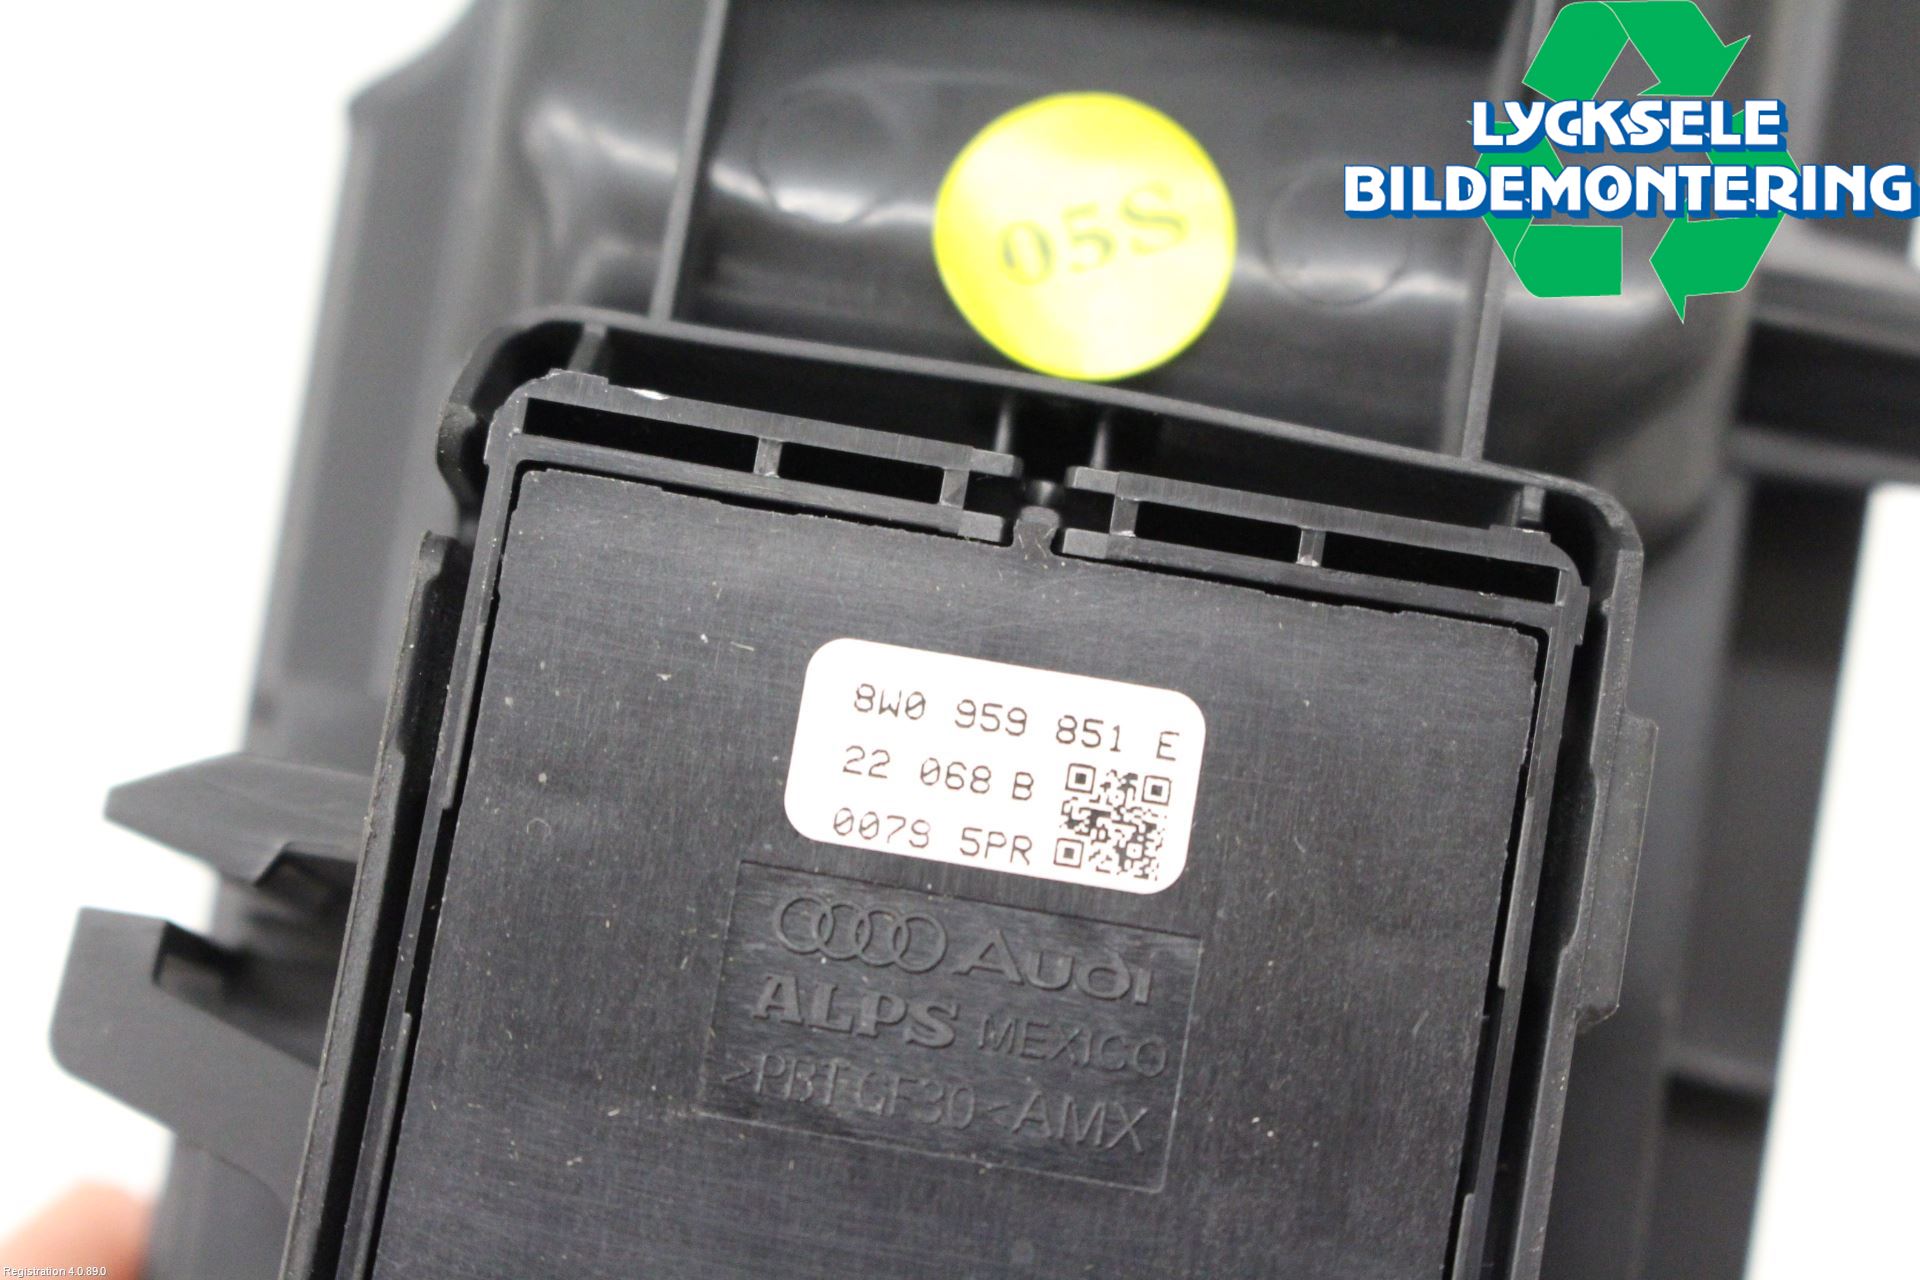 LYCKSELE
BILDEMONTERING
05S
8W0 959 851 E
22 068 B
0079 5PR
Audi
ALPS MEXICO
>PBT-GF30< AMX
Registration 4.0.89.0